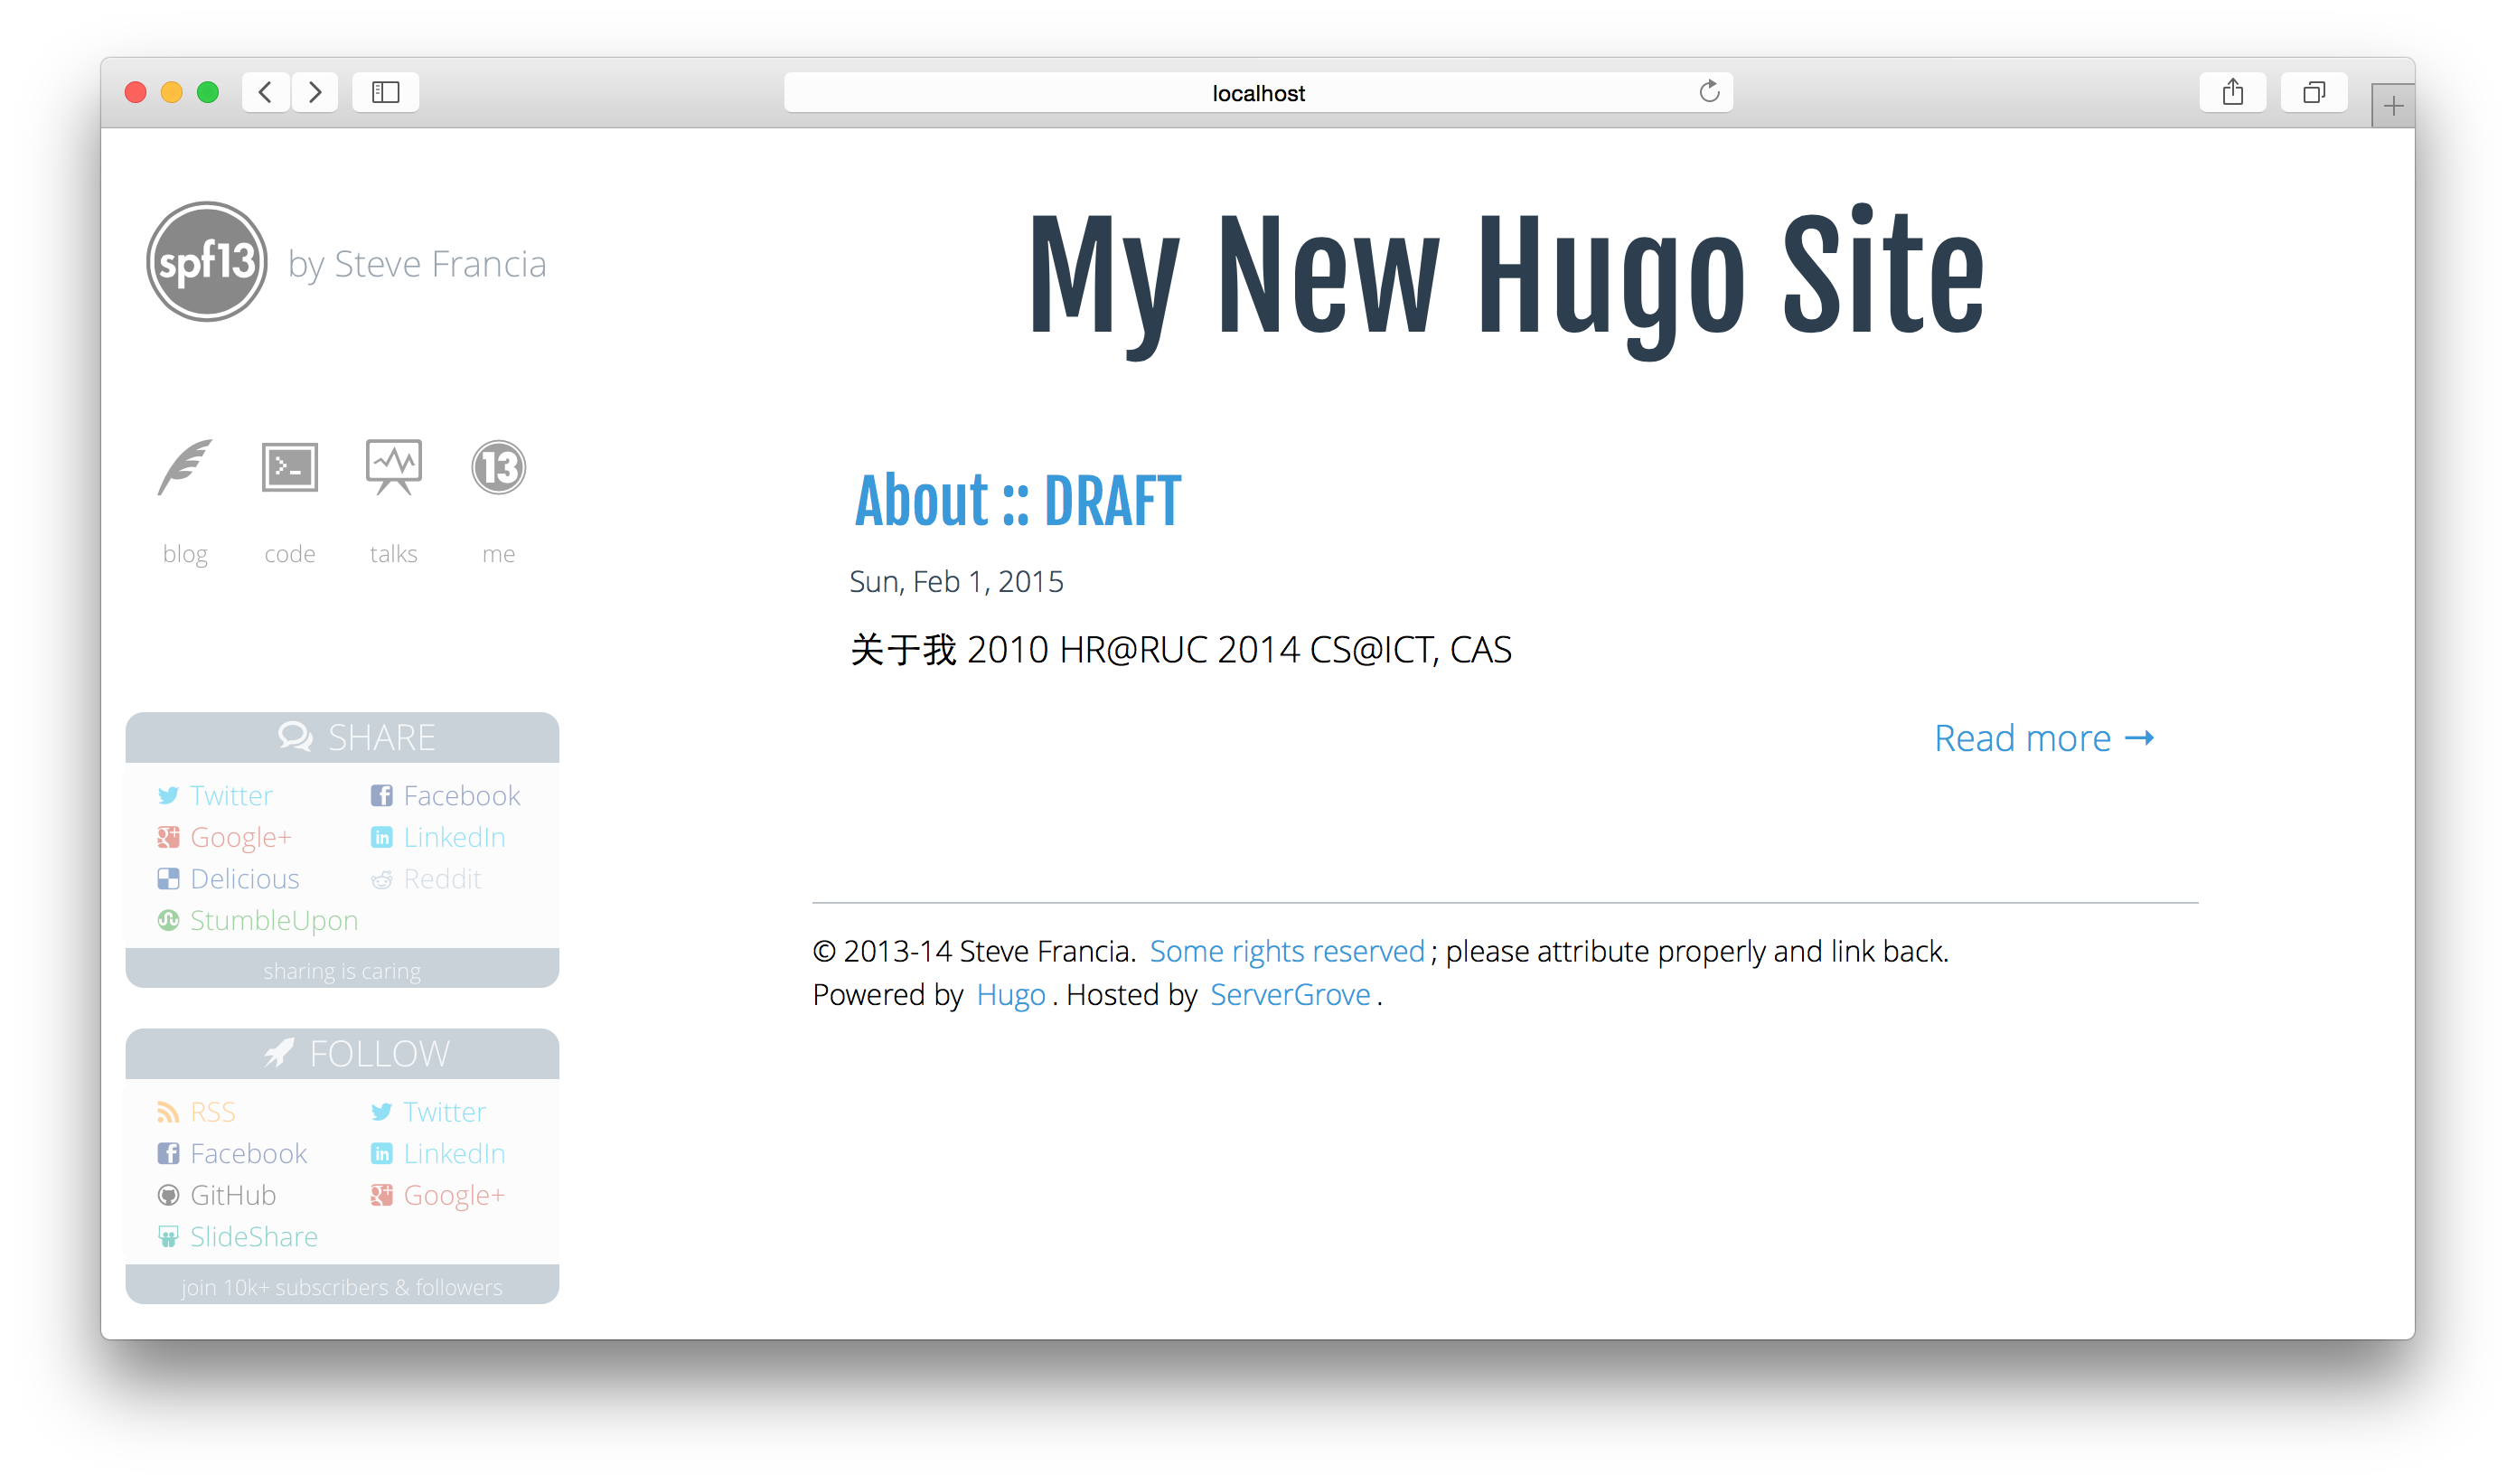 localhost
spf13 by Steve Francia
13
blog code talks me
SHARE
Twitter Facebook
Google+ LinkedIn
Delicious Reddit
StumbleUpon
sharing is caring
FOLLOW
RSS Twitter
Facebook LinkedIn
GitHub Google+
SlideShare
join 10k+ subscribers & followers
My New Hugo Site
About :: DRAFT
Sun, Feb 1, 2015
关于我 2010 HR@RUC 2014 CS@ICT, CAS
Read more →
© 2013-14 Steve Francia. Some rights reserved; please attribute properly and link back.
Powered by Hugo. Hosted by ServerGrove.